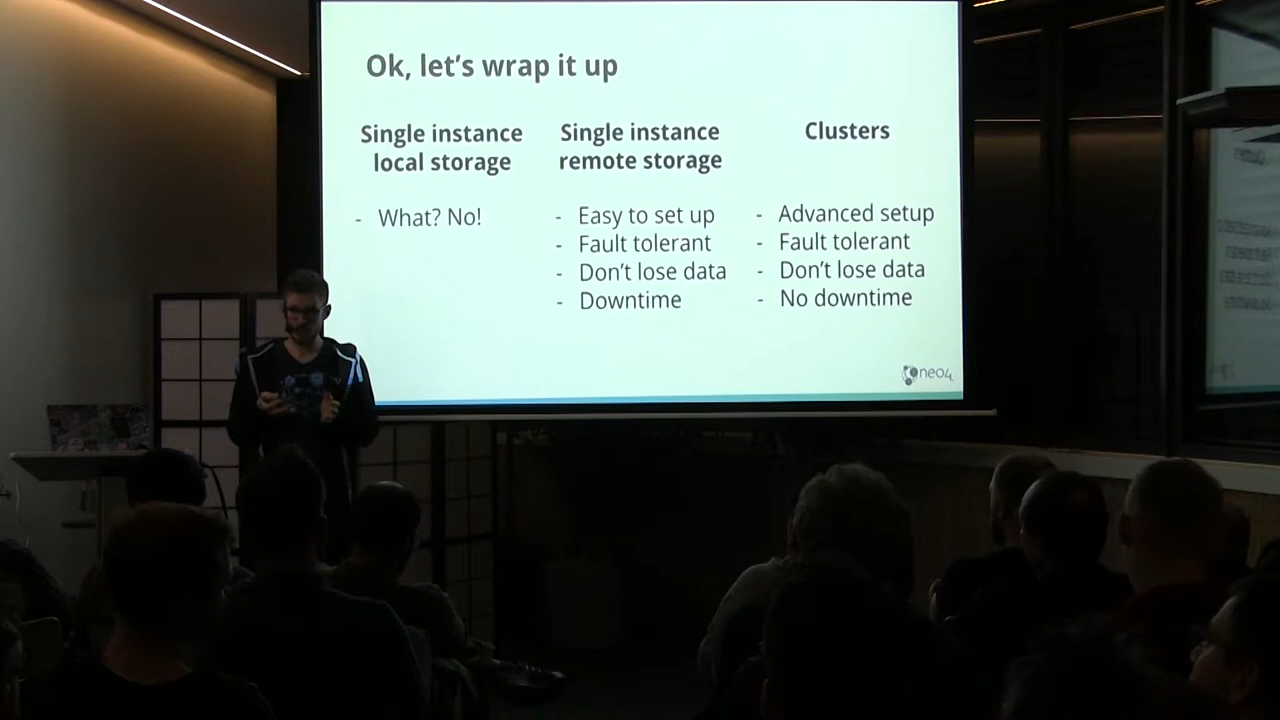 Ok, let's wrap it up
Single instance
local storage
- What? No!
Single instance
remote storage
- Easy to set up
- Fault tolerant
- Don't lose data
- Downtime
Clusters
- Advanced setup
- Fault tolerant
- Don't lose data
- No downtime
neo4j